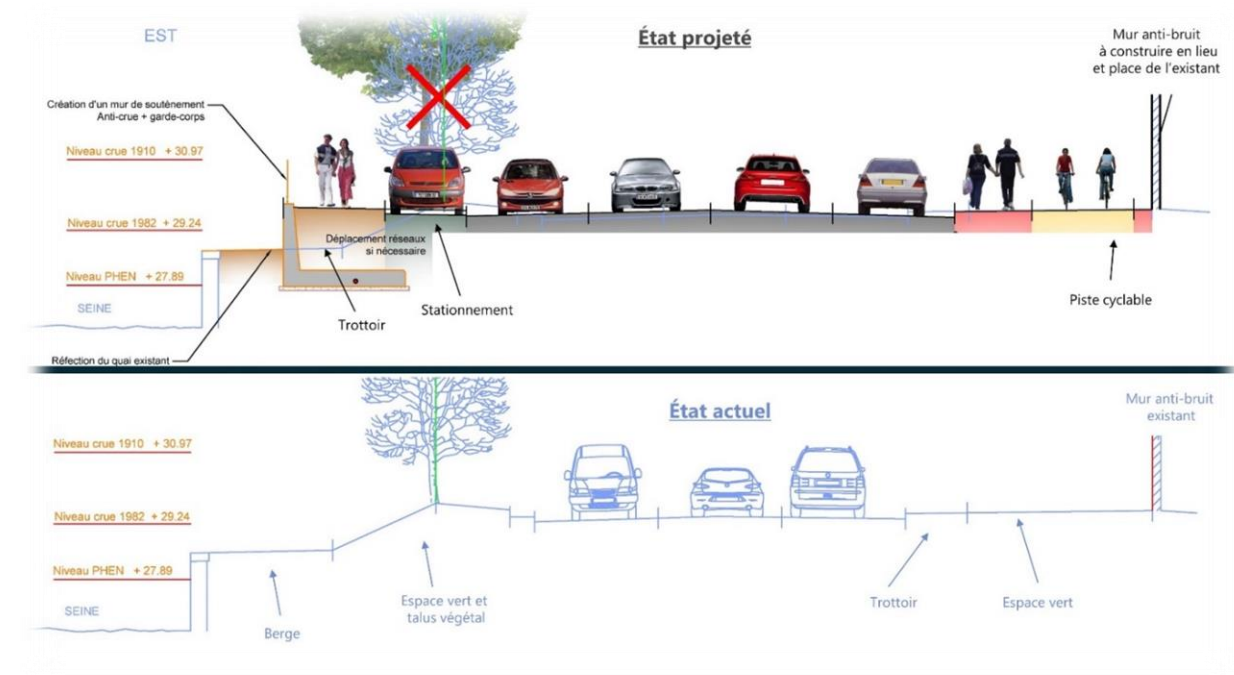 EST
État projeté
Mur anti-bruit
à construire en lieu
et place de l'existant
Création d'un mur de soutènement
Anti-crue + garde-corps
Niveau crue 1910 + 30.97
Niveau crue 1982 + 29.24
Déplacement réseaux
si nécessaire
Niveau PHEN + 27.89
SEINE
Stationnement
Piste cyclable
Trottoir
Réfection du quai existant
État actuel
Mur anti-bruit
existant
Niveau crue 1910 + 30.97
Niveau crue 1982 + 29.24
Niveau PHEN + 27.89
SEINE
Berge
Espace vert et
talus végétal
Trottoir
Espace vert